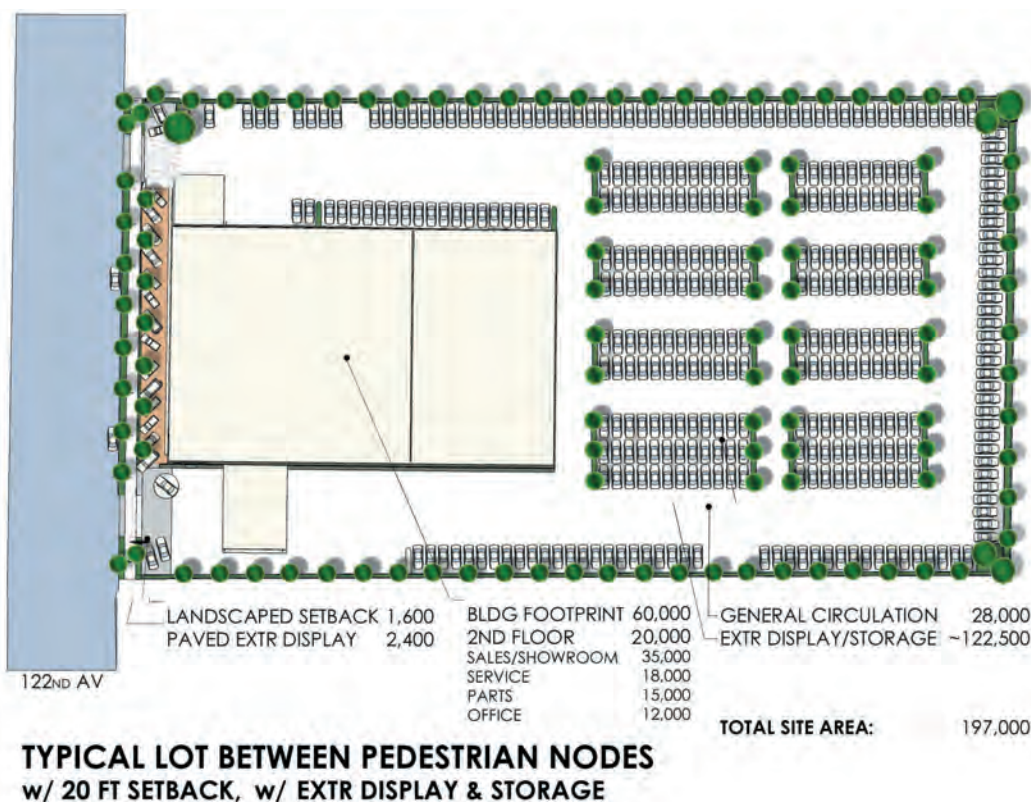 LANDSCAPED SETBACK 1,600
PAVED EXTR DISPLAY 2,400
BLDG FOOTPRINT 60,000
2ND FLOOR 20,000
SALES/SHOWROOM 35,000
SERVICE 18,000
PARTS 15,000
OFFICE 12,000
GENERAL CIRCULATION 28,000
EXTR DISPLAY/STORAGE ~122,500
122ND AV
TOTAL SITE AREA: 197,000
TYPICAL LOT BETWEEN PEDESTRIAN NODES
w/ 20 FT SETBACK, w/ EXTR DISPLAY & STORAGE